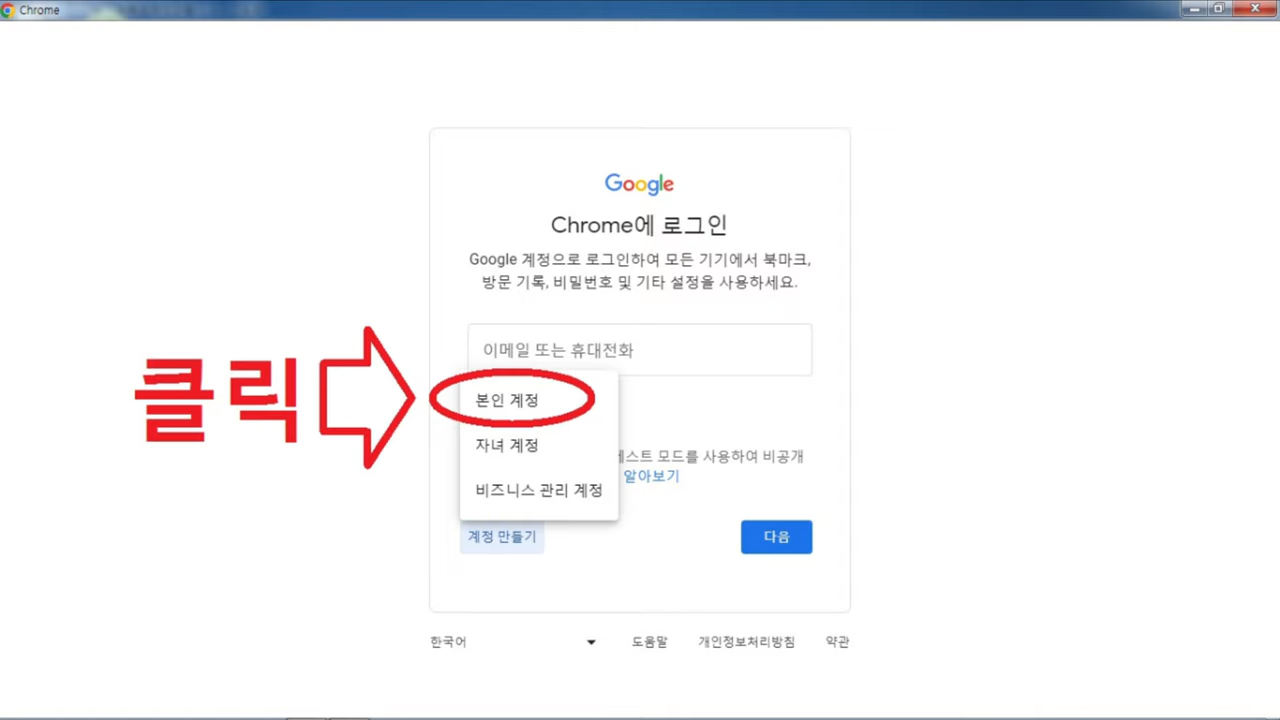 Chrome
Google
Chrome에 로그인
Google 계정으로 로그인하여 모든 기기에서 북마크,
방문 기록, 비밀번호 및 기타 설정을 사용하세요.
이메일 또는 휴대전화
클릭
본인 계정
자녀 계정
모드를 사용하여 비공개
알아보기
비즈니스 관리 계정
계정 만들기
다음
한국어
도움말
개인정보처리방침
약관